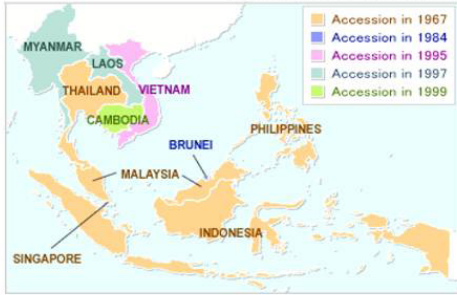 Accession in 1967
Accession in 1984
Accession in 1995
Accession in 1997
Accession in 1999
MYANMAR
LAOS
THAILAND
VIETNAM
CAMBODIA
PHILIPPINES
BRUNEI
MALAYSIA
INDONESIA
SINGAPORE